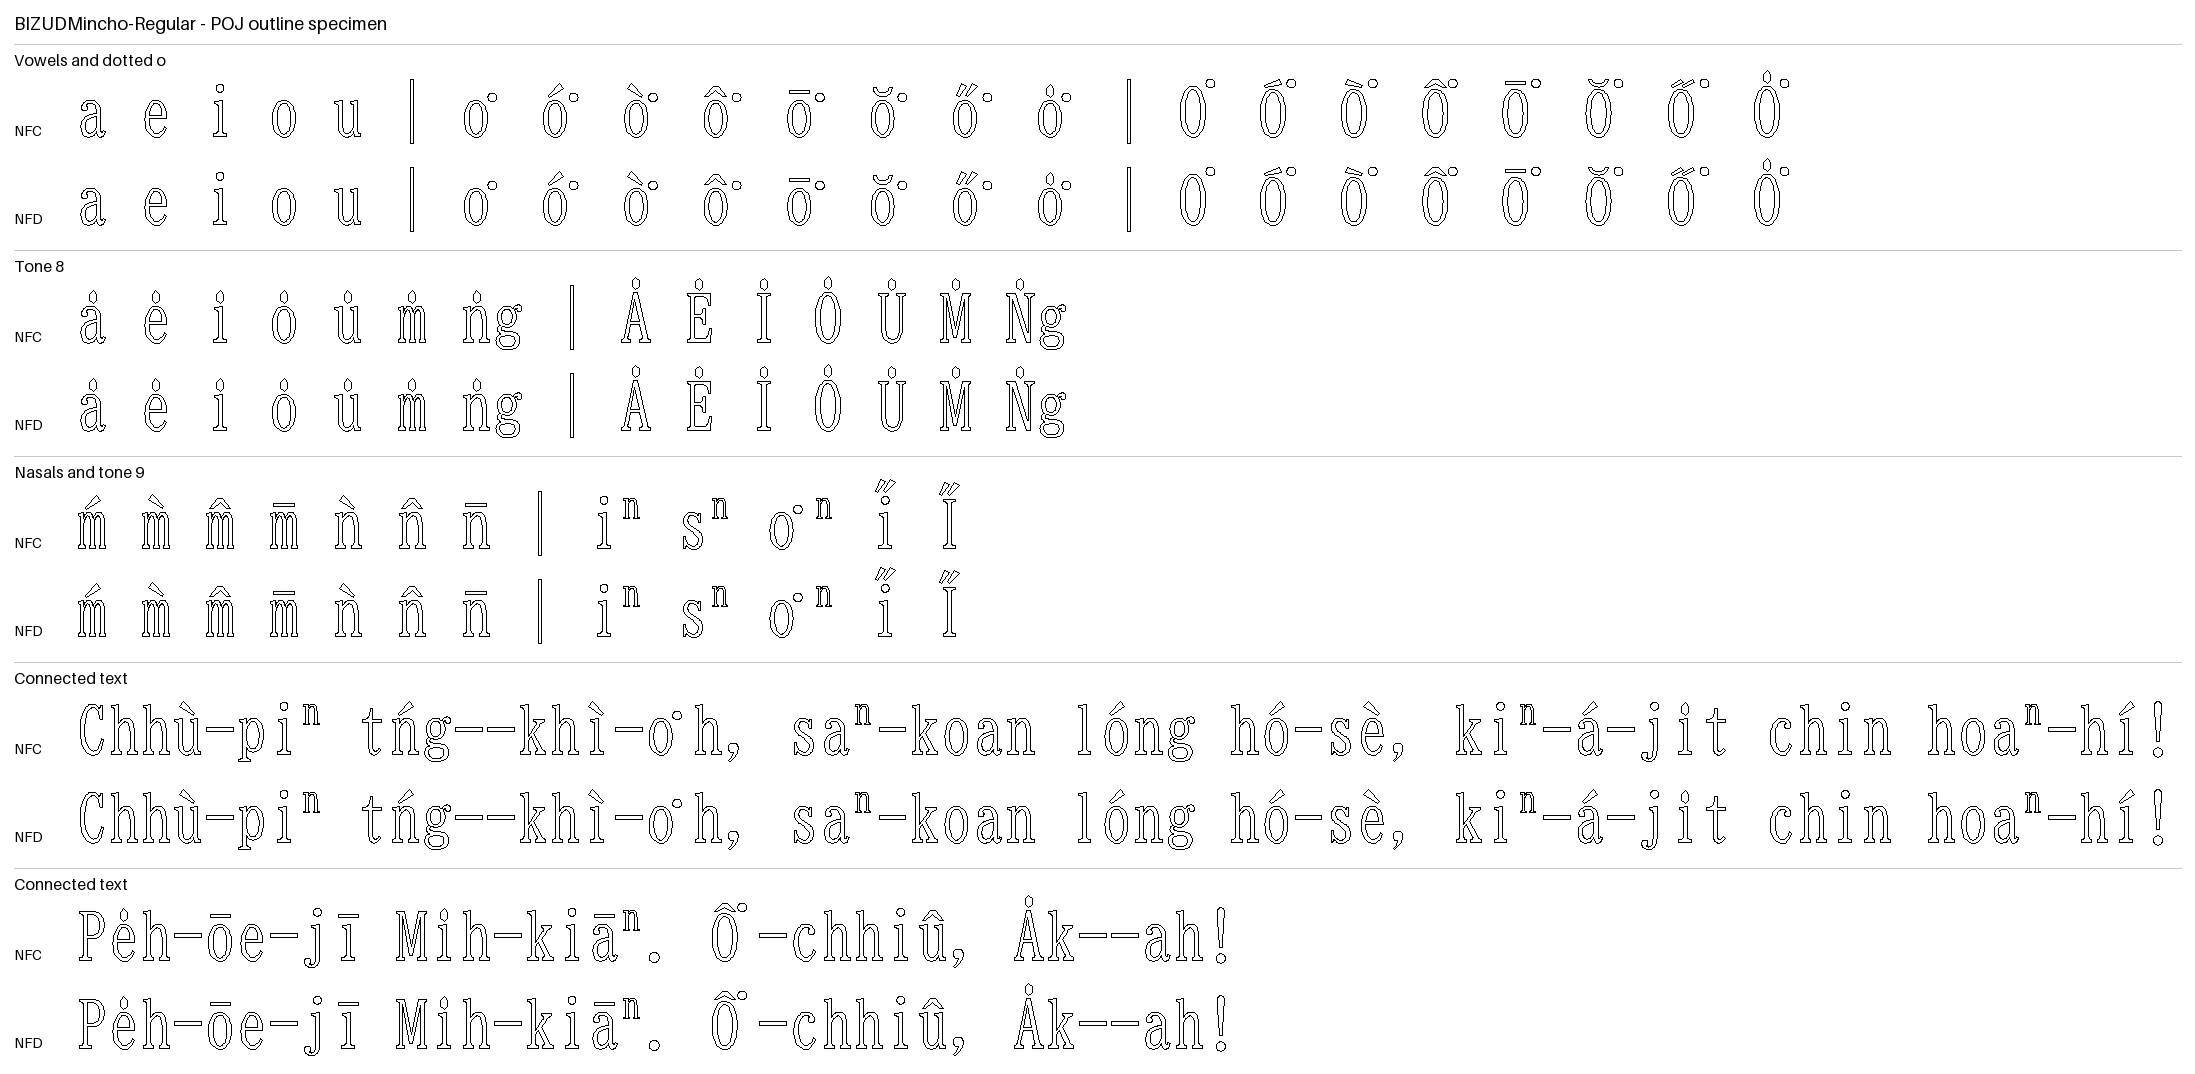 BIZUDMincho-Regular - POJ outline specimen
Vowels and dotted o
NFC a e i o u | o͘ ó͘ ò͘ ô͘ ō͘ ŏ͘ ő͘ o̍͘ | O͘ Ó͘ Ò͘ Ô͘ Ō͘ Ŏ͘ Ő͘ O̍͘
NFD a e i o u | o͘ ó͘ ò͘ ô͘ ō͘ ŏ͘ ő͘ o̍͘ | O͘ Ó͘ Ò͘ Ô͘ Ō͘ Ŏ͘ Ő͘ O̍͘
Tone 8
NFC a̍ e̍ i̍ o̍ u̍ m̍ n̍g | A̍ E̍ I̍ O̍ U̍ M̍ N̍g
NFD a̍ e̍ i̍ o̍ u̍ m̍ n̍g | A̍ E̍ I̍ O̍ U̍ M̍ N̍g
Nasals and tone 9
NFC ḿ m̀ m̂ m̄ ǹ n̂ n̄ | iⁿ sⁿ o͘ⁿ i̋ I̋
NFD ḿ m̀ m̂ m̄ ǹ n̂ n̄ | iⁿ sⁿ o͘ⁿ i̋ I̋
Connected text
NFC Chhù-piⁿ tńg--khì-o͘h, saⁿ-koan lóng hó-sè, kiⁿ-á-ji̍t chin hoaⁿ-hí!
NFD Chhù-piⁿ tńg--khì-o͘h, saⁿ-koan lóng hó-sè, kiⁿ-á-ji̍t chin hoaⁿ-hí!
Connected text
NFC Pe̍h-ōe-jī Mi̍h-kiāⁿ. Ô͘-chhiû, A̍k--ah!
NFD Pe̍h-ōe-jī Mi̍h-kiāⁿ. Ô͘-chhiû, A̍k--ah!